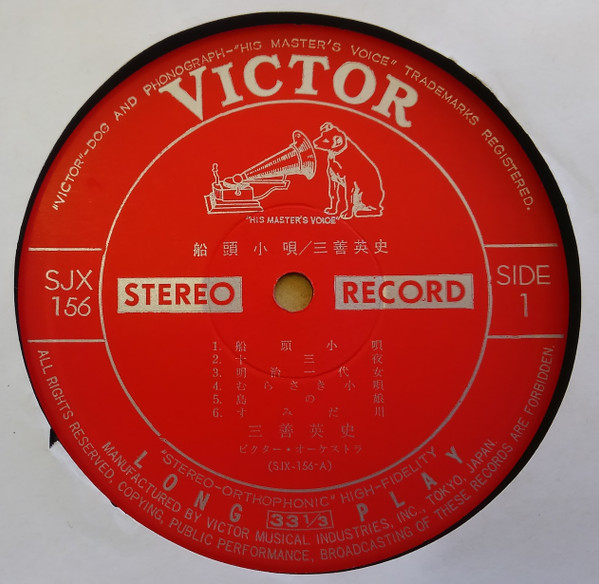 "VICTOR"-DOG AND PHONOGRAPH-"HIS MASTER'S VOICE" TRADEMARKS REGISTERED.
VICTOR
"HIS MASTER'S VOICE"
船頭小唄/三善英史
SJX
156
STEREO
RECORD
SIDE
1
1. 船頭小唄
2. 十三夜
3. 明治一代女
4. むらさき小唄
5. 島の娘
6. すみだ川
三善英史
ビクター・オーケストラ
(SJX-156-A)
"STEREO-ORTHOPHONIC" HIGH-FIDELITY
LONG 33 1/3 PLAY
MANUFACTURED BY VICTOR MUSICAL INDUSTRIES, INC., TOKYO, JAPAN.
ALL RIGHTS RESERVED, COPYING, PUBLIC PERFORMANCE, BROADCASTING OF THESE RECORDS ARE FORBIDDEN.